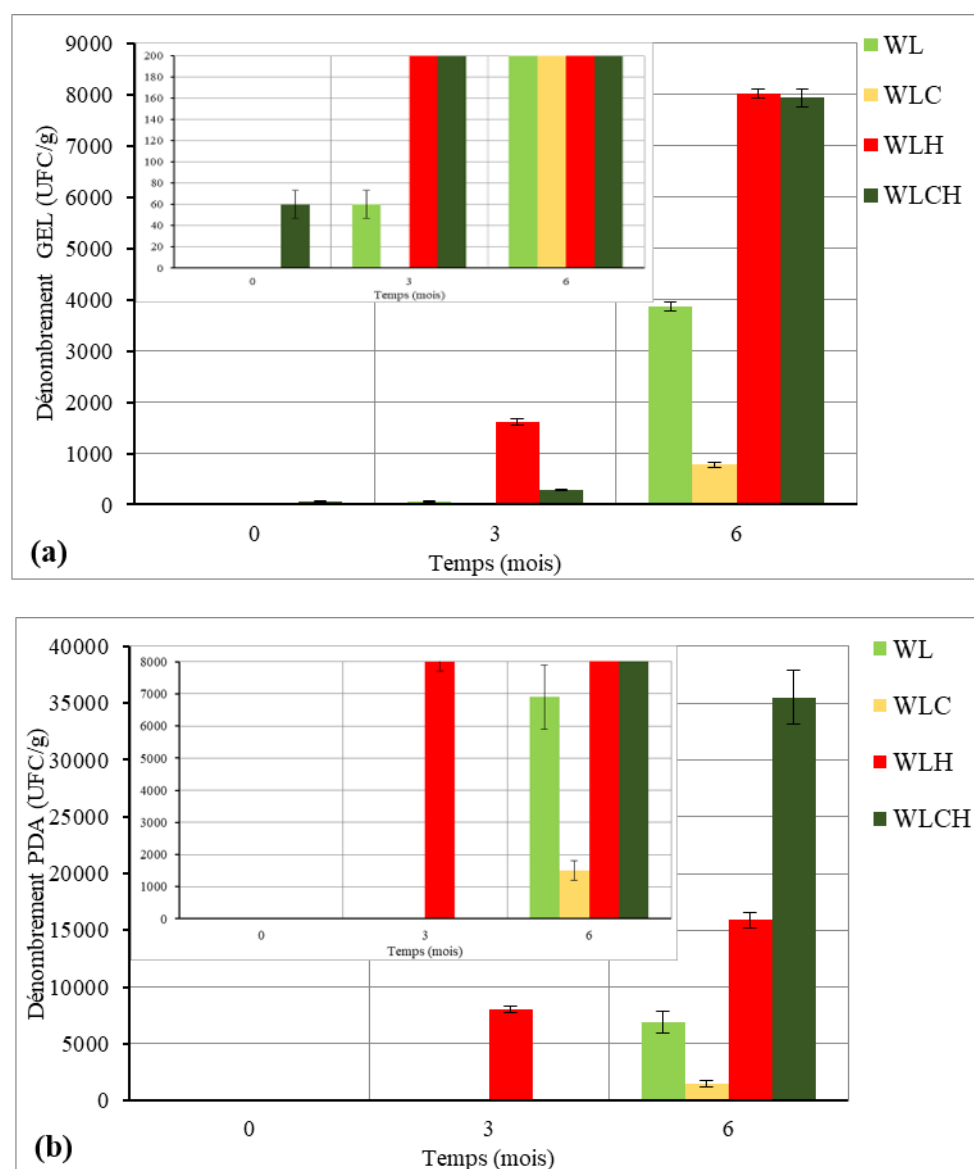 9000
8000
7000
6000
5000
4000
3000
2000
1000
0
Dénombrement GEL (UFC/g)
200
180
160
140
120
100
80
60
40
20
0
0 3 6
Temps (mois)
WL
WLC
WLH
WLCH
0 3 6
Temps (mois)
(a)
40000
35000
30000
25000
20000
15000
10000
5000
0
Dénombrement PDA (UFC/g)
8000
7000
6000
5000
4000
3000
2000
1000
0
0 3 6
Temps (mois)
WL
WLC
WLH
WLCH
0 3 6
Temps (mois)
(b)